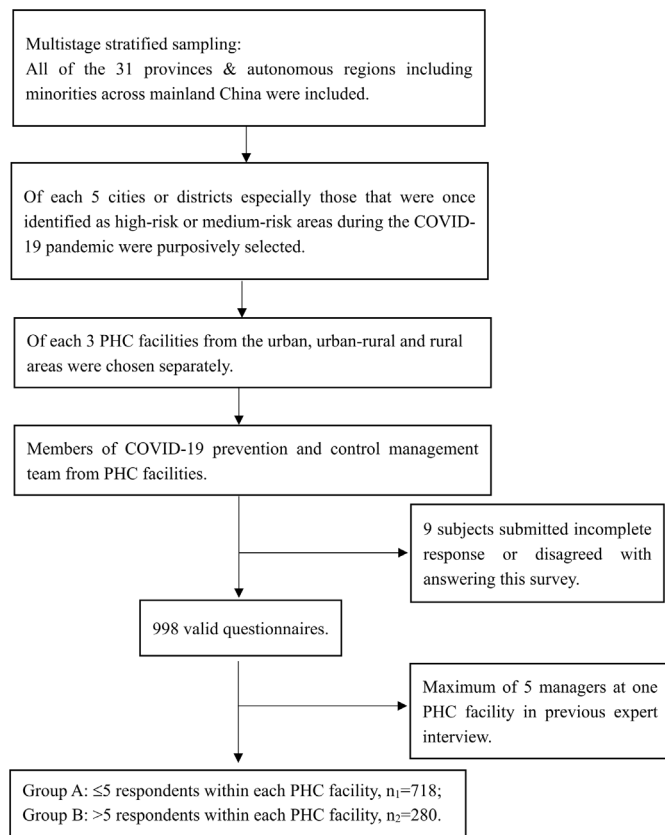 Multistage stratified sampling:
All of the 31 provinces & autonomous regions including
minorities across mainland China were included.
Of each 5 cities or districts especially those that were once
identified as high-risk or medium-risk areas during the COVID-
19 pandemic were purposively selected.
Of each 3 PHC facilities from the urban, urban-rural and rural
areas were chosen separately.
Members of COVID-19 prevention and control management
team from PHC facilities.
9 subjects submitted incomplete
response or disagreed with
answering this survey.
998 valid questionnaires.
Maximum of 5 managers at one
PHC facility in previous expert
interview.
Group A: ≤5 respondents within each PHC facility, n₁=718;
Group B: >5 respondents within each PHC facility, n₂=280.